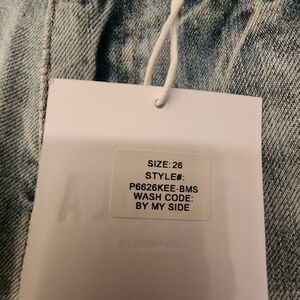 SIZE: 26
STYLE#:
P6626KEE-BMS
WASH CODE:
BY MY SIDE